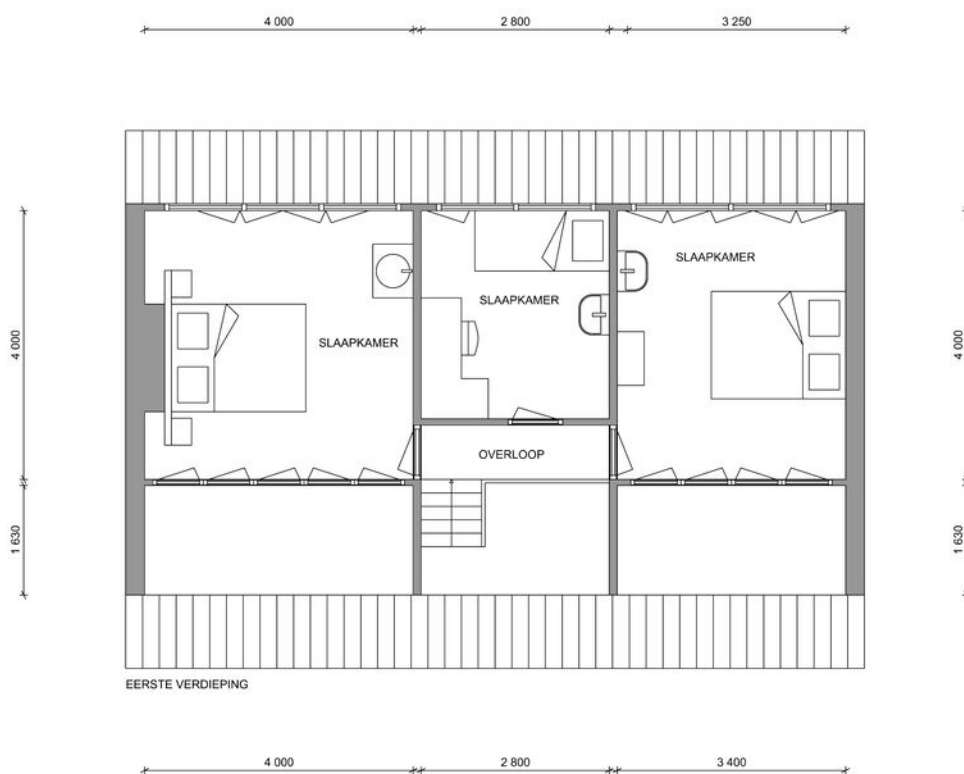 4 000 2 800 3 250
SLAAPKAMER
SLAAPKAMER
SLAAPKAMER
4 000
4 000
OVERLOOP
1 630
1 630
EERSTE VERDIEPING
4 000 2 800 3 400